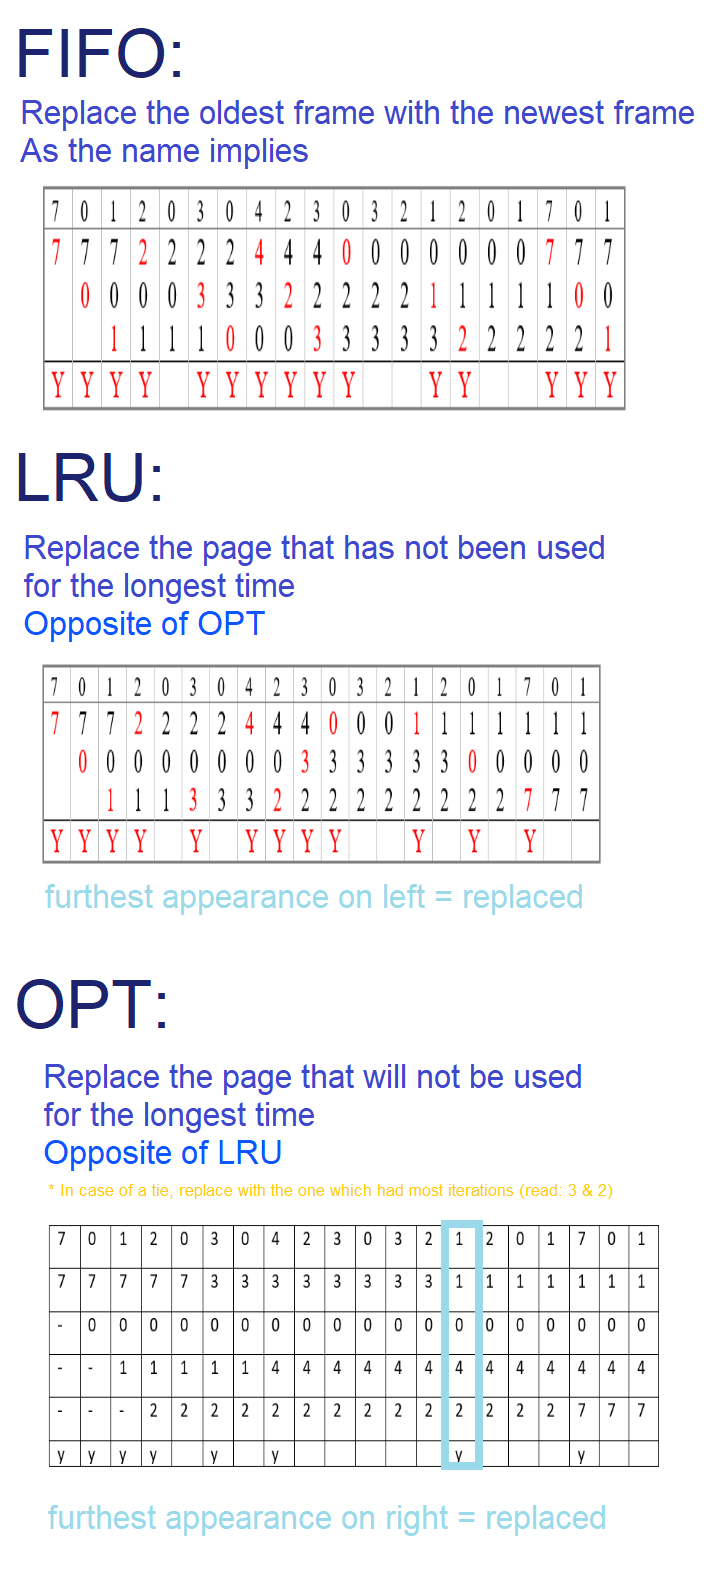 FIFO:
Replace the oldest frame with the newest frame
As the name implies
7 0 1 2 0 3 0 4 2 3 0 3 2 1 2 0 1 7 0 1
7 7 7 2 2 2 2 4 4 4 0 0 0 0 0 0 0 7 7 7
0 0 0 0 3 3 3 2 2 2 2 2 1 1 1 1 1 0 0
1 1 1 1 0 0 0 3 3 3 3 3 2 2 2 2 2 1
Y Y Y Y Y Y Y Y Y Y Y Y Y Y Y
LRU:
Replace the page that has not been used
for the longest time
Opposite of OPT
7 0 1 2 0 3 0 4 2 3 0 3 2 1 2 0 1 7 0 1
7 7 7 2 2 2 2 4 4 4 0 0 0 1 1 1 1 1 1 1
0 0 0 0 0 0 0 0 3 3 3 3 3 3 0 0 0 0 0
1 1 1 3 3 3 2 2 2 2 2 2 2 2 2 7 7 7
Y Y Y Y Y Y Y Y Y Y Y Y
furthest appearance on left = replaced
OPT:
Replace the page that will not be used
for the longest time
Opposite of LRU
* In case of a tie, replace with the one which had most iterations (read: 3 & 2)
7 0 1 2 0 3 0 4 2 3 0 3 2 1 2 0 1 7 0 1
7 7 7 7 7 3 3 3 3 3 3 3 3 1 1 1 1 1 1 1
- 0 0 0 0 0 0 0 0 0 0 0 0 0 0 0 0 0 0 0
- - 1 1 1 1 1 4 4 4 4 4 4 4 4 4 4 4 4 4
- - - 2 2 2 2 2 2 2 2 2 2 2 2 2 2 7 7 7
y y y y y y y y
furthest appearance on right = replaced